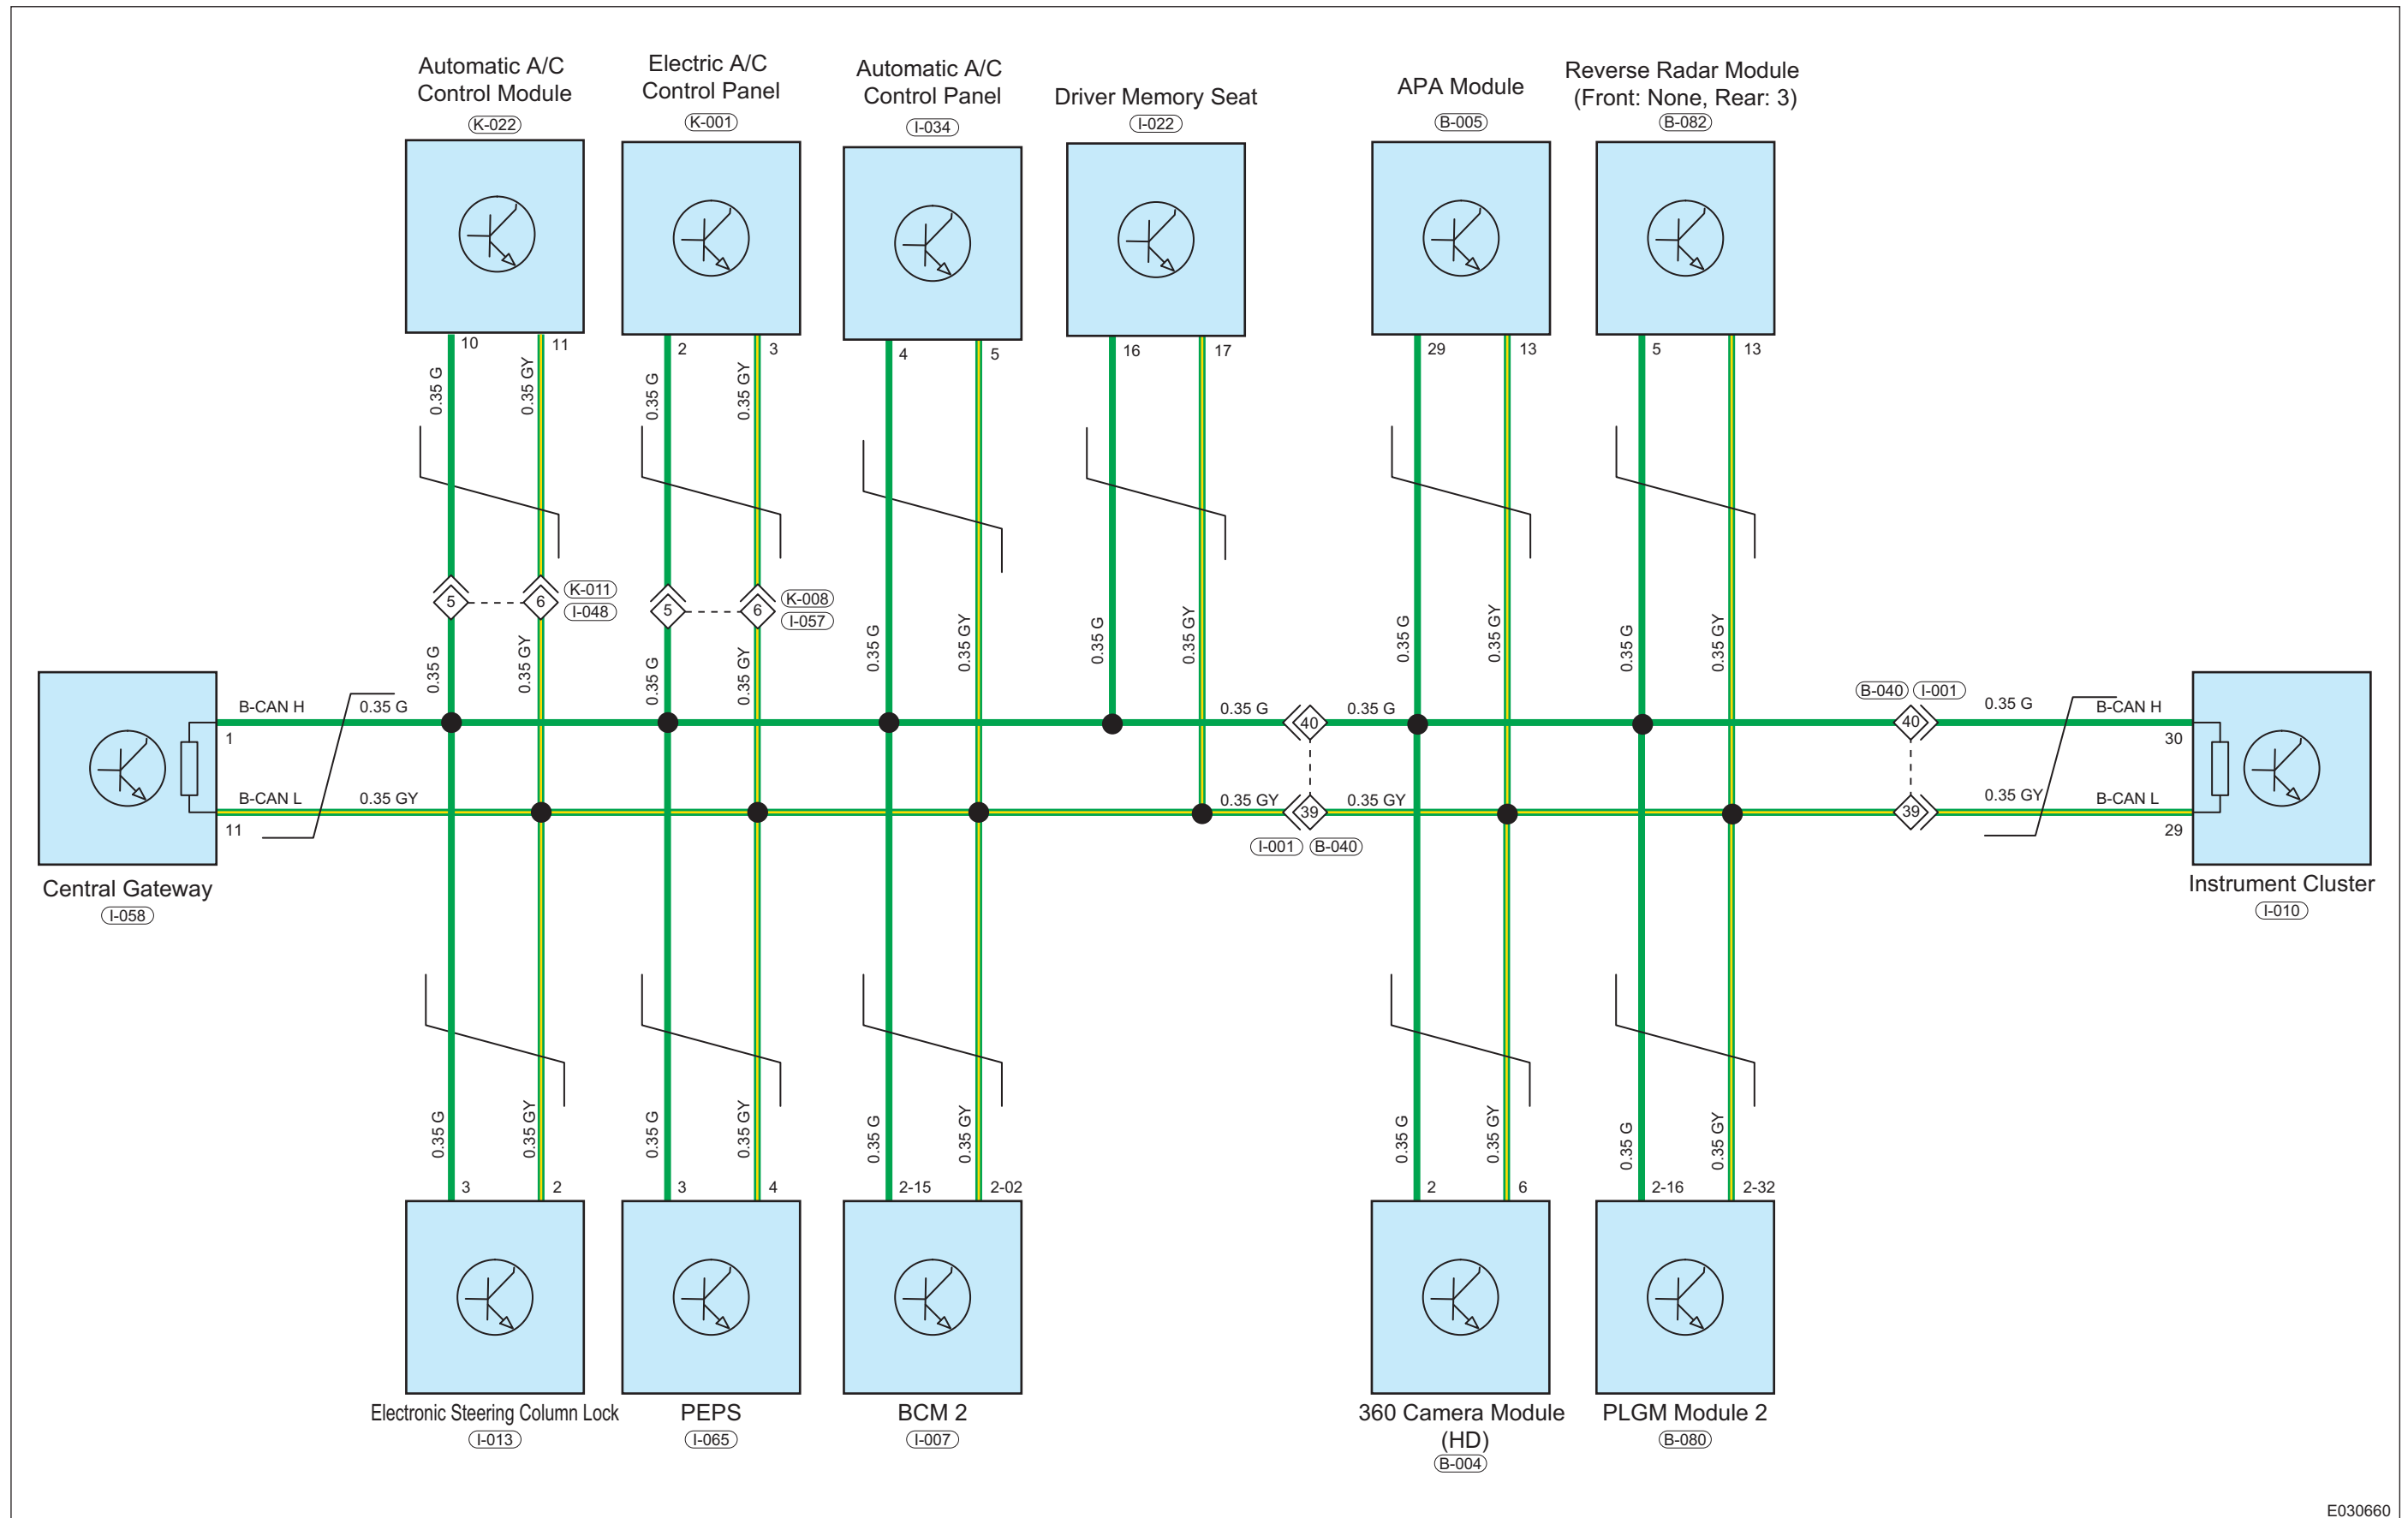 Automatic A/C
Control Module
K-022
Electric A/C
Control Panel
K-001
Automatic A/C
Control Panel
I-034
Driver Memory Seat
I-022
APA Module
B-005
Reverse Radar Module
(Front: None, Rear: 3)
B-082
10 11
2 3
4 5
16 17
29 13
5 13
0.35 G 0.35 GY
0.35 G 0.35 GY
5 6
K-011
I-048
5 6
K-008
I-057
0.35 G 0.35 GY
0.35 G 0.35 GY
0.35 G 0.35 GY
0.35 G 0.35 GY
0.35 G 0.35 GY
0.35 G 0.35 GY
B-CAN H 0.35 G
1
B-CAN L 0.35 GY
11
Central Gateway
I-058
0.35 G 40 0.35 G
0.35 GY 39 0.35 GY
I-001 B-040
B-040 I-001
40 0.35 G B-CAN H
30
39 0.35 GY B-CAN L
29
Instrument Cluster
I-010
0.35 G 0.35 GY
0.35 G 0.35 GY
0.35 G 0.35 GY
0.35 G 0.35 GY
0.35 G 0.35 GY
3 2
3 4
2-15 2-02
2 6
2-16 2-32
Electronic Steering Column Lock
I-013
PEPS
I-065
BCM 2
I-007
360 Camera Module
(HD)
B-004
PLGM Module 2
B-080
E030660